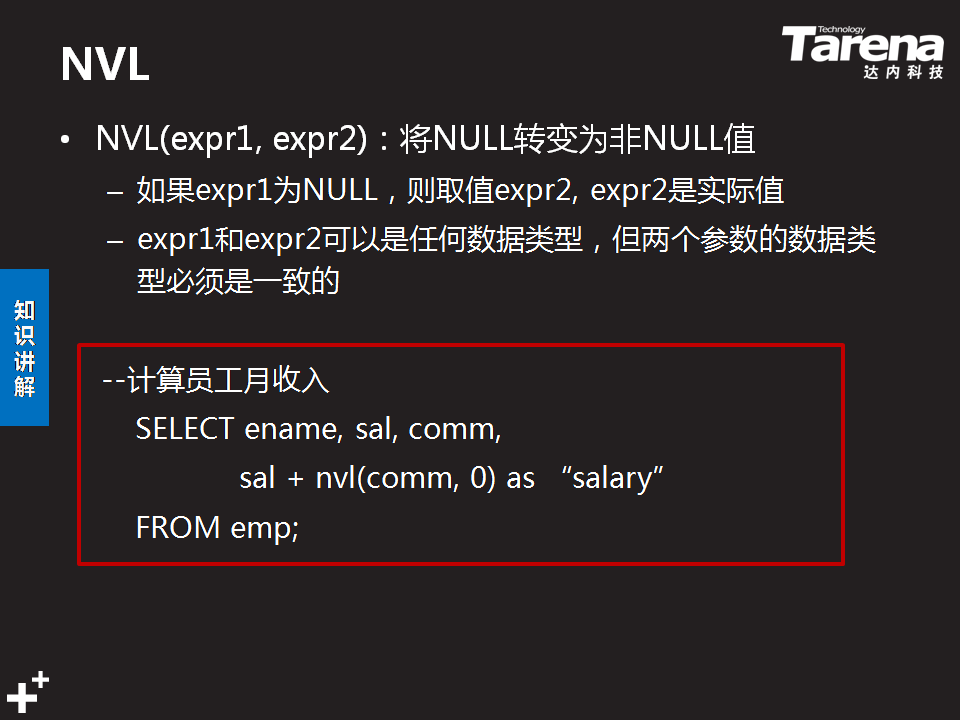 NVL
Technology
Tarena
达内科技
• NVL(expr1, expr2)：将NULL转变为非NULL值
– 如果expr1为NULL，则取值expr2, expr2是实际值
– expr1和expr2可以是任何数据类型，但两个参数的数据类
型必须是一致的
知识讲解
--计算员工月收入
SELECT ename, sal, comm,
sal + nvl(comm, 0) as “salary”
FROM emp;